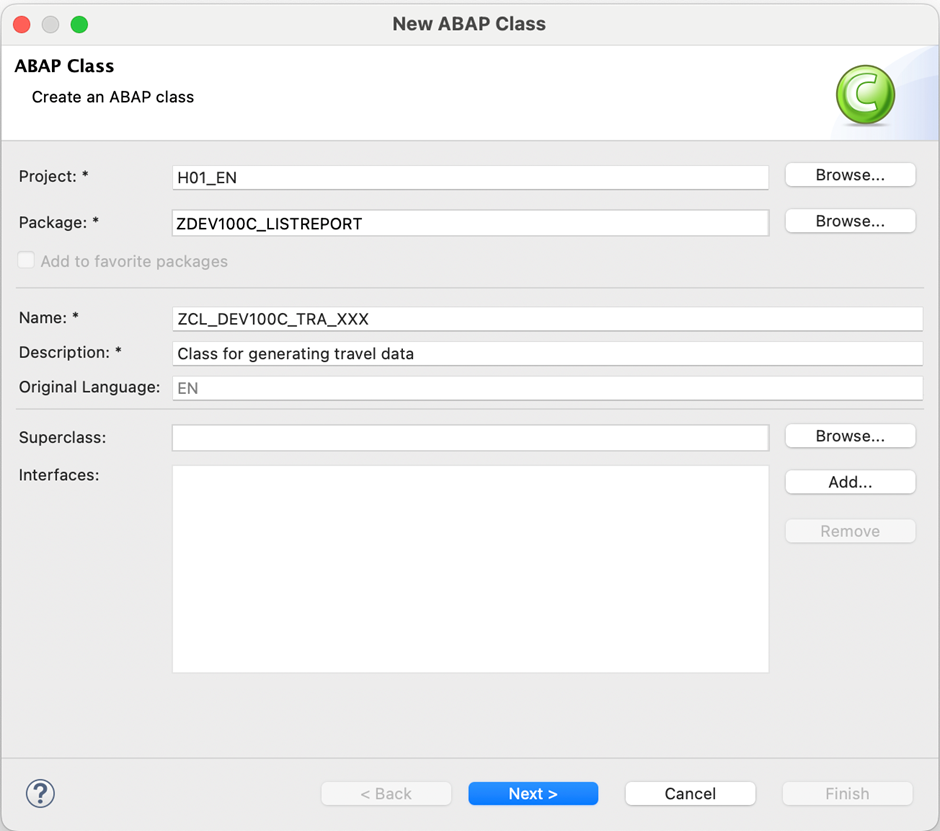 New ABAP Class
ABAP Class
Create an ABAP class
C
Project: * H01_EN Browse...
Package: * ZDEV100C_LISTREPORT Browse...
Add to favorite packages
Name: * ZCL_DEV100C_TRA_XXX
Description: * Class for generating travel data
Original Language: EN
Superclass: Browse...
Interfaces: Add...
Remove
? < Back Next > Cancel Finish